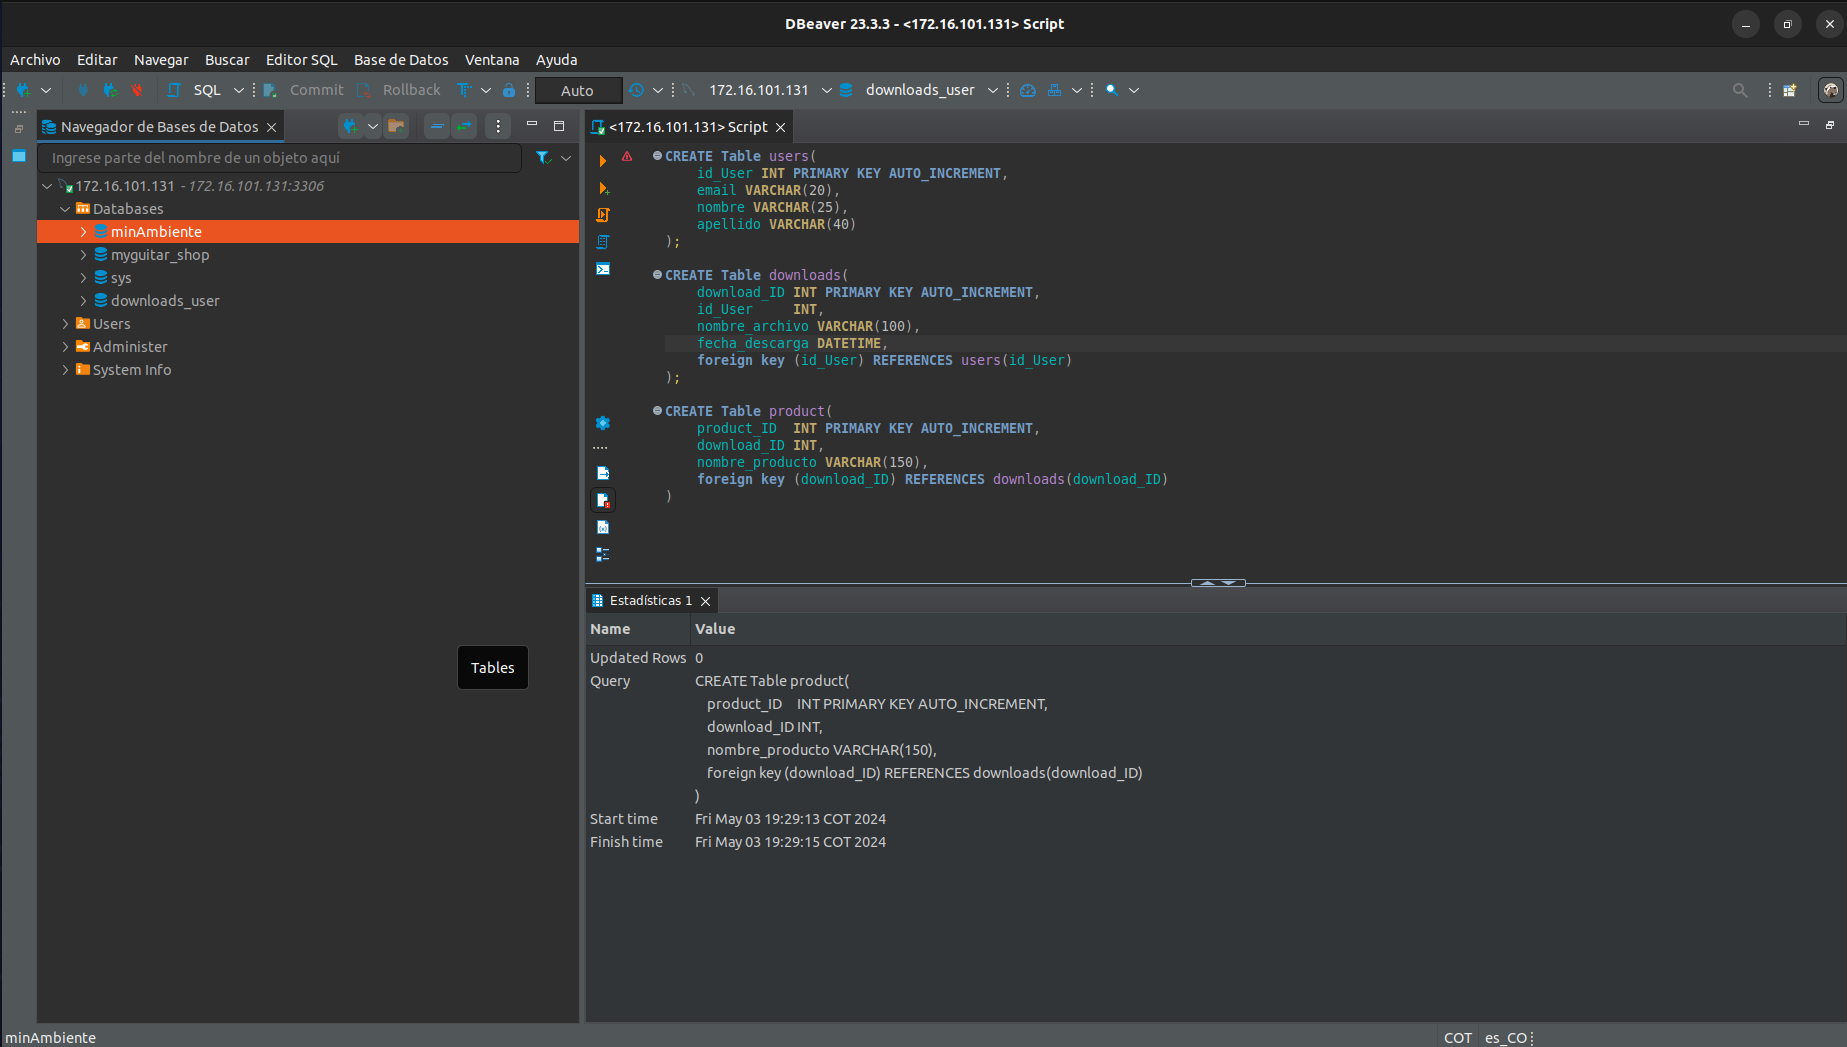 DBeaver 23.3.3 - <172.16.101.131> Script
Archivo Editar Navegar Buscar Editor SQL Base de Datos Ventana Ayuda
SQL Commit Rollback Auto 172.16.101.131 downloads_user
Navegador de Bases de Datos
Ingrese parte del nombre de un objeto aquí
172.16.101.131 - 172.16.101.131:3306
Databases
minAmbiente
myguitar_shop
sys
downloads_user
Users
Administer
System Info
Tables
<172.16.101.131> Script
CREATE Table users(
id_User INT PRIMARY KEY AUTO_INCREMENT,
email VARCHAR(20),
nombre VARCHAR(25),
apellido VARCHAR(40)
);
CREATE Table downloads(
download_ID INT PRIMARY KEY AUTO_INCREMENT,
id_User INT,
nombre_archivo VARCHAR(100),
fecha_descarga DATETIME,
foreign key (id_User) REFERENCES users(id_User)
);
CREATE Table product(
product_ID INT PRIMARY KEY AUTO_INCREMENT,
download_ID INT,
nombre_producto VARCHAR(150),
foreign key (download_ID) REFERENCES downloads(download_ID)
)
Estadísticas 1
Name Value
Updated Rows 0
Query CREATE Table product(
product_ID INT PRIMARY KEY AUTO_INCREMENT,
download_ID INT,
nombre_producto VARCHAR(150),
foreign key (download_ID) REFERENCES downloads(download_ID)
)
Start time Fri May 03 19:29:13 COT 2024
Finish time Fri May 03 19:29:15 COT 2024
minAmbiente COT es_CO